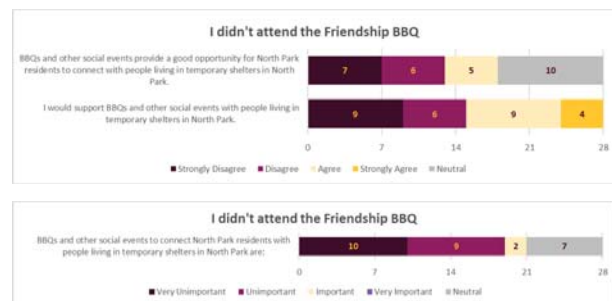 I didn't attend the Friendship BBQ
BBQs and other social events provide a good opportunity for North Park
residents to connect with people living in temporary shelters in North
Park.
7 6 5 10
I would support BBQs and other social events with people living in
temporary shelters in North Park.
9 6 9 4
0 7 14 21 28
Strongly Disagree Disagree Agree Strongly Agree Neutral
I didn't attend the Friendship BBQ
BBQs and other social events to connect North Park residents with
people living in temporary shelters in North Park are:
10 9 2 7
0 7 14 21 28
Very Unimportant Unimportant Important Very Important Neutral